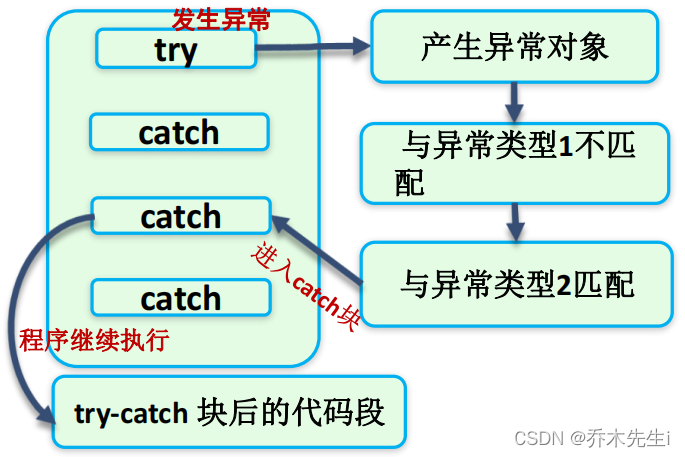 发生异常
try
产生异常对象
catch
与异常类型1不匹
配
catch
进入catch块
与异常类型2匹配
catch
程序继续执行
try-catch 块后的代码段
CSDN @乔木先生i